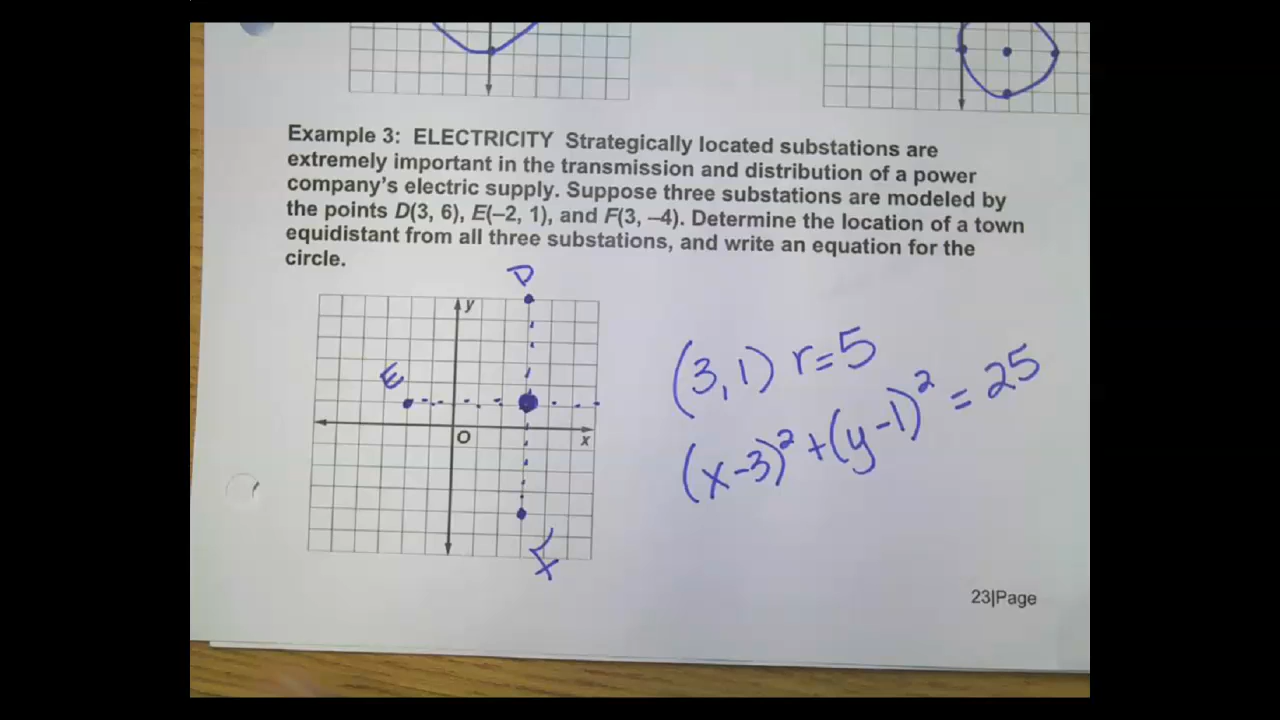 Example 3: ELECTRICITY Strategically located substations are
extremely important in the transmission and distribution of a power
company's electric supply. Suppose three substations are modeled by
the points D(3, 6), E(–2, 1), and F(3, –4). Determine the location of a town
equidistant from all three substations, and write an equation for the
circle.
D
y
E
O
x
F
(3,1) r=5
(x-3)² + (y-1)² = 25
23|Page